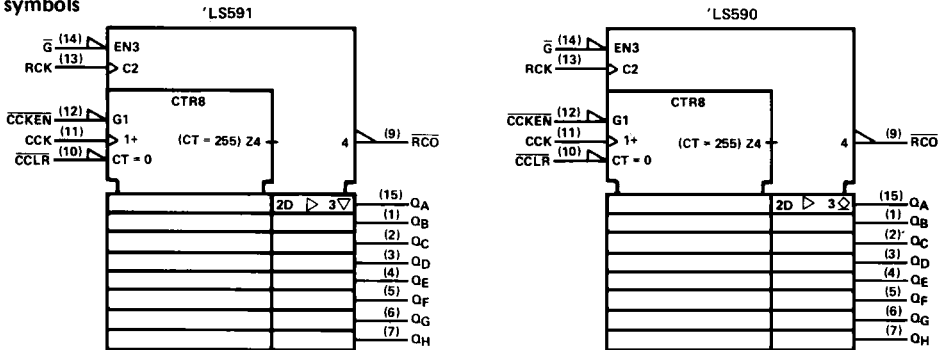 symbols
'LS591
G̅ (14) EN3
RCK (13) C2
CTR8
C̅C̅K̅E̅N̅ (12) G1
CCK (11) 1+ (CT = 255) Z4 4 (9) R̅C̅O̅
C̅C̅L̅R̅ (10) CT = 0
2D ▷ 3 ▽ (15) QA
(1) QB
(2) QC
(3) QD
(4) QE
(5) QF
(6) QG
(7) QH
'LS590
G̅ (14) EN3
RCK (13) C2
CTR8
C̅C̅K̅E̅N̅ (12) G1
CCK (11) 1+ (CT = 255) Z4 4 (9) R̅C̅O̅
C̅C̅L̅R̅ (10) CT = 0
2D ▷ 3 ◇ (15) QA
(1) QB
(2) QC
(3) QD
(4) QE
(5) QF
(6) QG
(7) QH